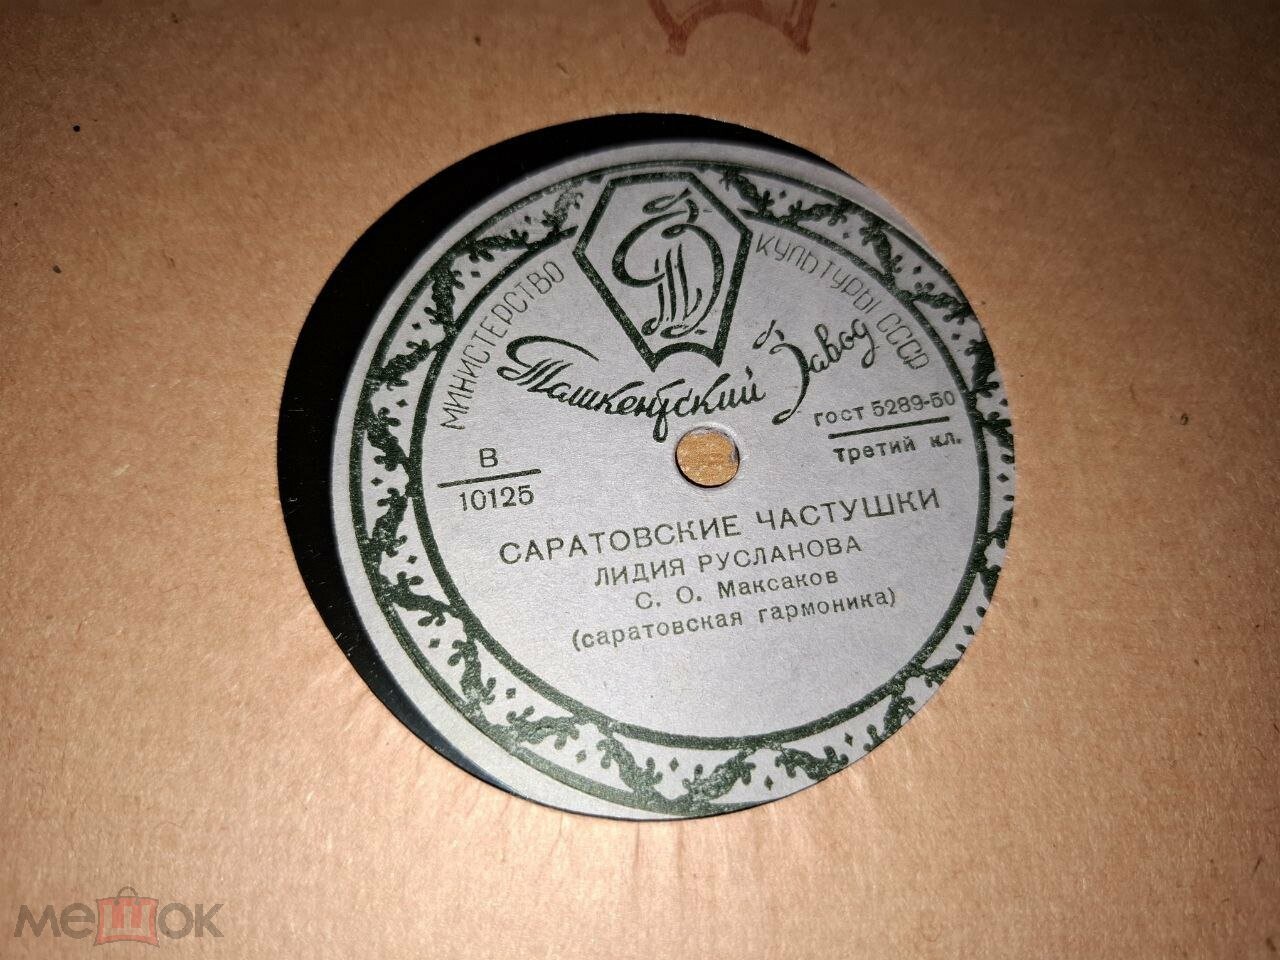 МИНИСТЕРСТВО КУЛЬТУРЫ СССР
Ташкентский Завод
ГОСТ 5289-50
третий кл.
В
10125
САРАТОВСКИЕ ЧАСТУШКИ
ЛИДИЯ РУСЛАНОВА
С. О. Максаков
(саратовская гармоника)
мешок